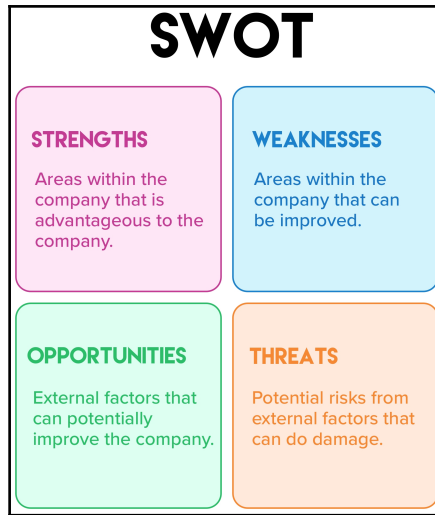 SWOT
STRENGTHS
Areas within the
company that is
advantageous to the
company.
WEAKNESSES
Areas within the
company that can
be improved.
OPPORTUNITIES
External factors that
can potentially
improve the company.
THREATS
Potential risks from
external factors that
can do damage.